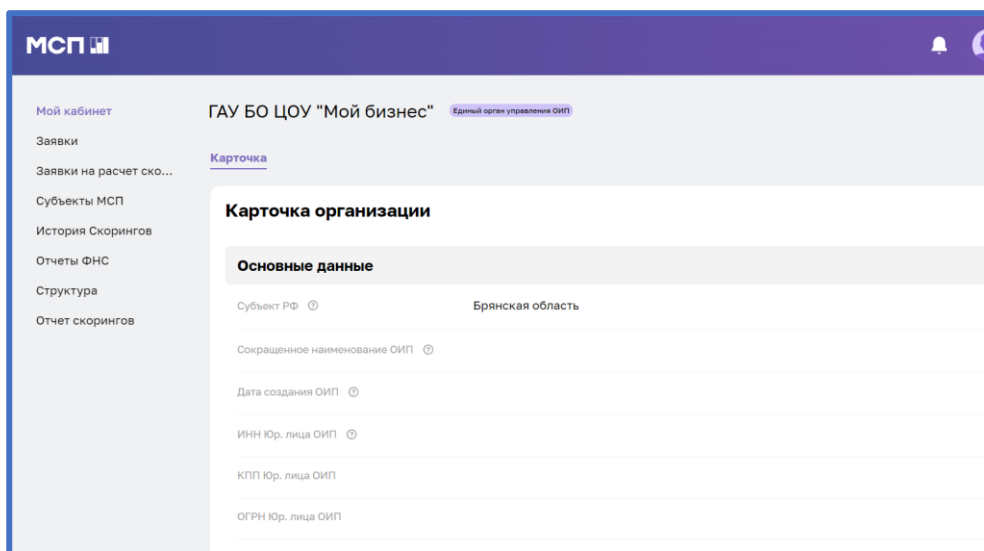 МСП
Мой кабинет
Заявки
Заявки на расчет ско...
Субъекты МСП
История Скорингов
Отчеты ФНС
Структура
Отчет скорингов
ГАУ БО ЦОУ "Мой бизнес" Единый орган управления ОИП
Карточка
Карточка организации
Основные данные
Субъект РФ ? Брянская область
Сокращенное наименование ОИП ?
Дата создания ОИП ?
ИНН Юр. лица ОИП ?
КПП Юр. лица ОИП
ОГРН Юр. лица ОИП